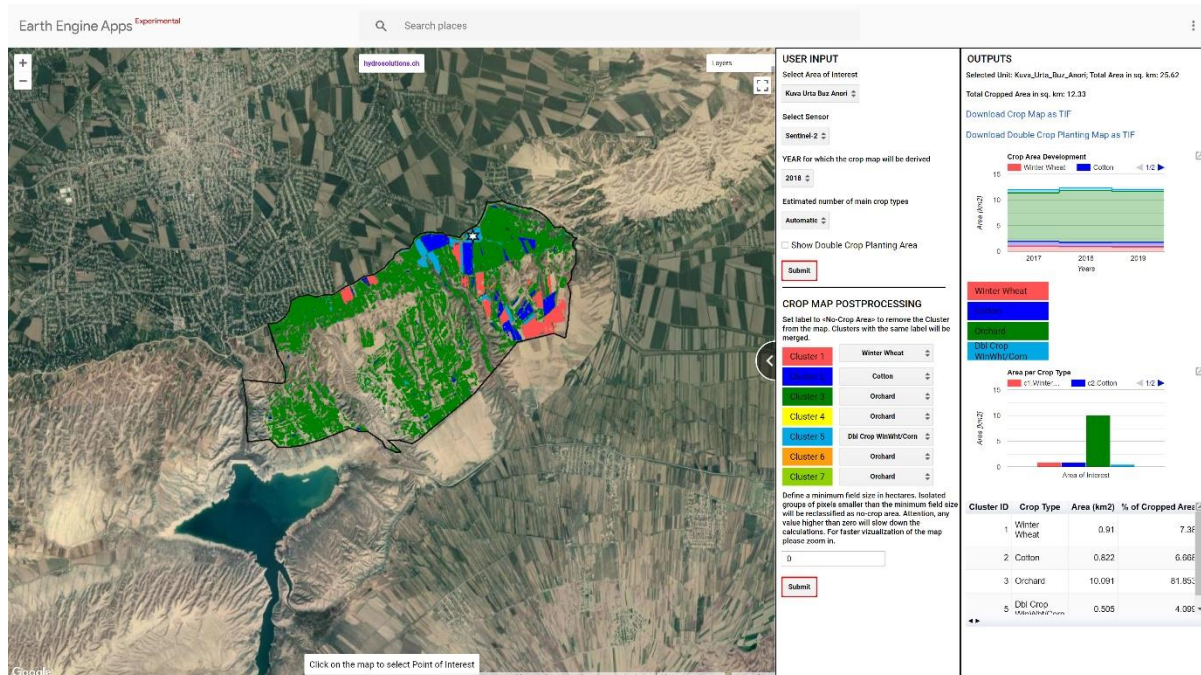 Earth Engine Apps Experimental
Search places
+
−
hydrosolutions.ch
Layers
Click on the map to select Point of Interest
Google
USER INPUT
Select Area of Interest
Kuva Urta Buz Anori
Select Sensor
Sentinel-2
YEAR for which the crop map will be derived
2018
Estimated number of main crop types
Automatic
Show Double Crop Planting Area
Submit
CROP MAP POSTPROCESSING
Set label to «No-Crop Area» to remove the Cluster
from the map. Clusters with the same label will be
merged.
Cluster 1 Winter Wheat
Cotton
Cluster 3 Orchard
Cluster 4 Orchard
Cluster 5 Dbl Crop WinWht/Corn
Cluster 6 Orchard
Cluster 7 Orchard
Define a minimum field size in hectares. Isolated
groups of pixels smaller than the minimum field size
will be reclassified as no-crop area. Attention, any
value higher than zero will slow down the
calculations. For faster vizualization of the map
please zoom in.
0
Submit
OUTPUTS
Selected Unit: Kuva_Urta_Buz_Anori; Total Area in sq. km: 25.62
Total Cropped Area in sq. km: 12.33
Download Crop Map as TIF
Download Double Crop Planting Map as TIF
Crop Area Development
Winter Wheat Cotton 1/2
15
10
5
0
Area (km2)
2017 2018 2019
Years
Winter Wheat
Cotton
Orchard
Dbl Crop
WinWht/Corn
Area per Crop Type
c1.Winter... c2.Cotton 1/2
15
10
5
0
Area (km2)
Area of Interest
Cluster ID Crop Type Area (km2) % of Cropped Area
1 Winter Wheat 0.91 7.38
2 Cotton 0.822 6.668
3 Orchard 10.091 81.853
5 Dbl Crop WinWht/Corn 0.505 4.099